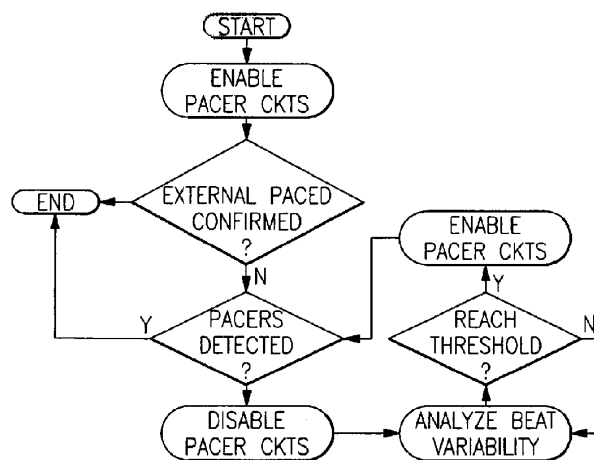 START
ENABLE
PACER CKTS
END
EXTERNAL PACED
CONFIRMED
?
N
ENABLE
PACER CKTS
Y
Y
PACERS
DETECTED
?
REACH
THRESHOLD
?
N
DISABLE
PACER CKTS
ANALYZE BEAT
VARIABILITY